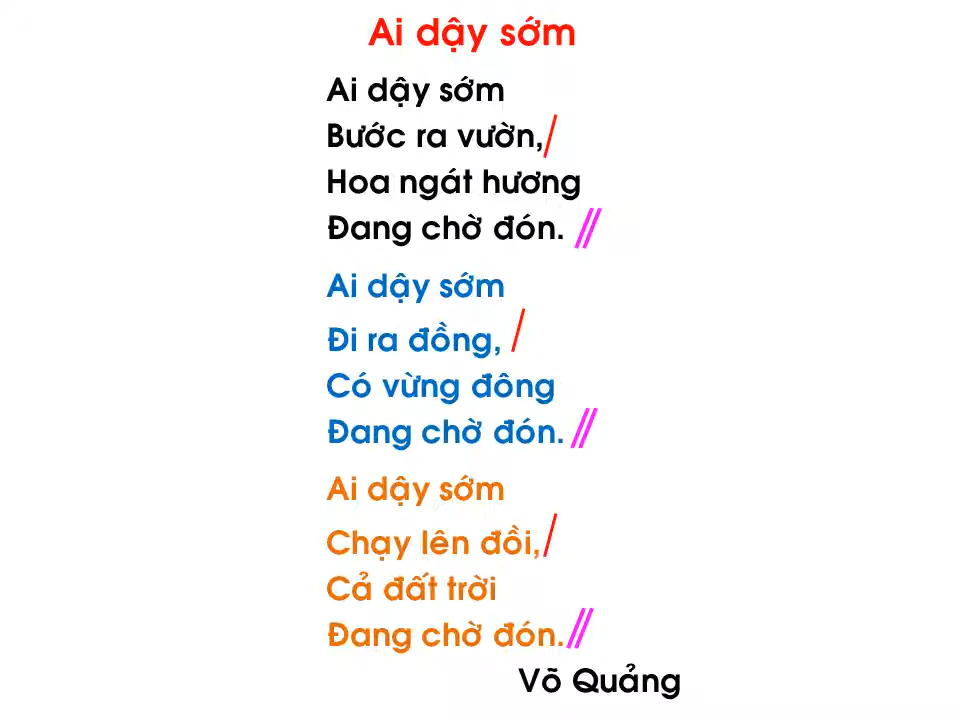 Ai dậy sớm
Ai dậy sớm
Bước ra vườn,/
Hoa ngát hương
Đang chờ đón. //
Ai dậy sớm
Đi ra đồng, /
Có vừng đông
Đang chờ đón. //
Ai dậy sớm
Chạy lên đồi,/
Cả đất trời
Đang chờ đón.//
Võ Quảng